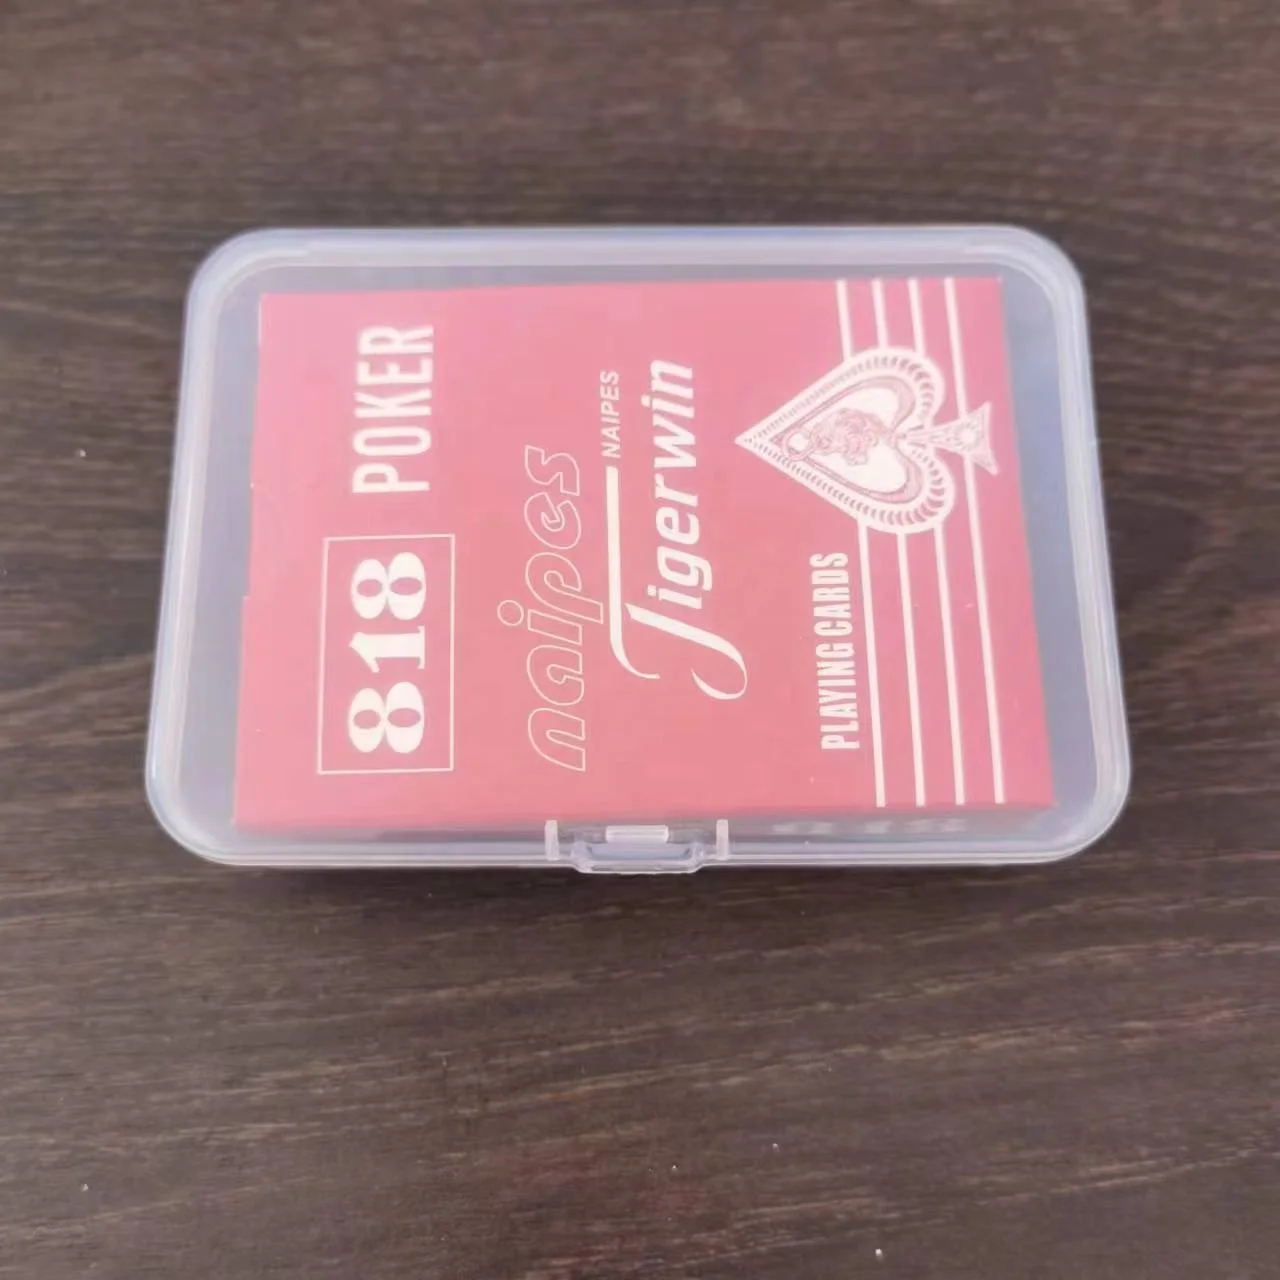 818 POKER
naipes
NAIPES
Tigerwin
PLAYING CARDS